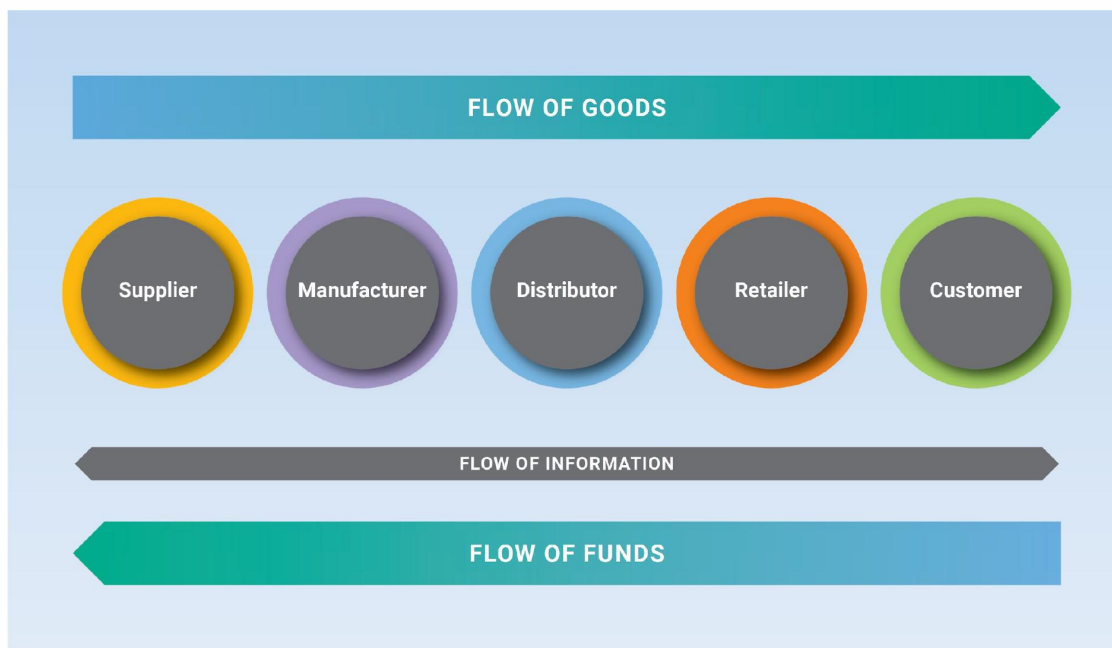 FLOW OF GOODS
Supplier
Manufacturer
Distributor
Retailer
Customer
FLOW OF INFORMATION
FLOW OF FUNDS